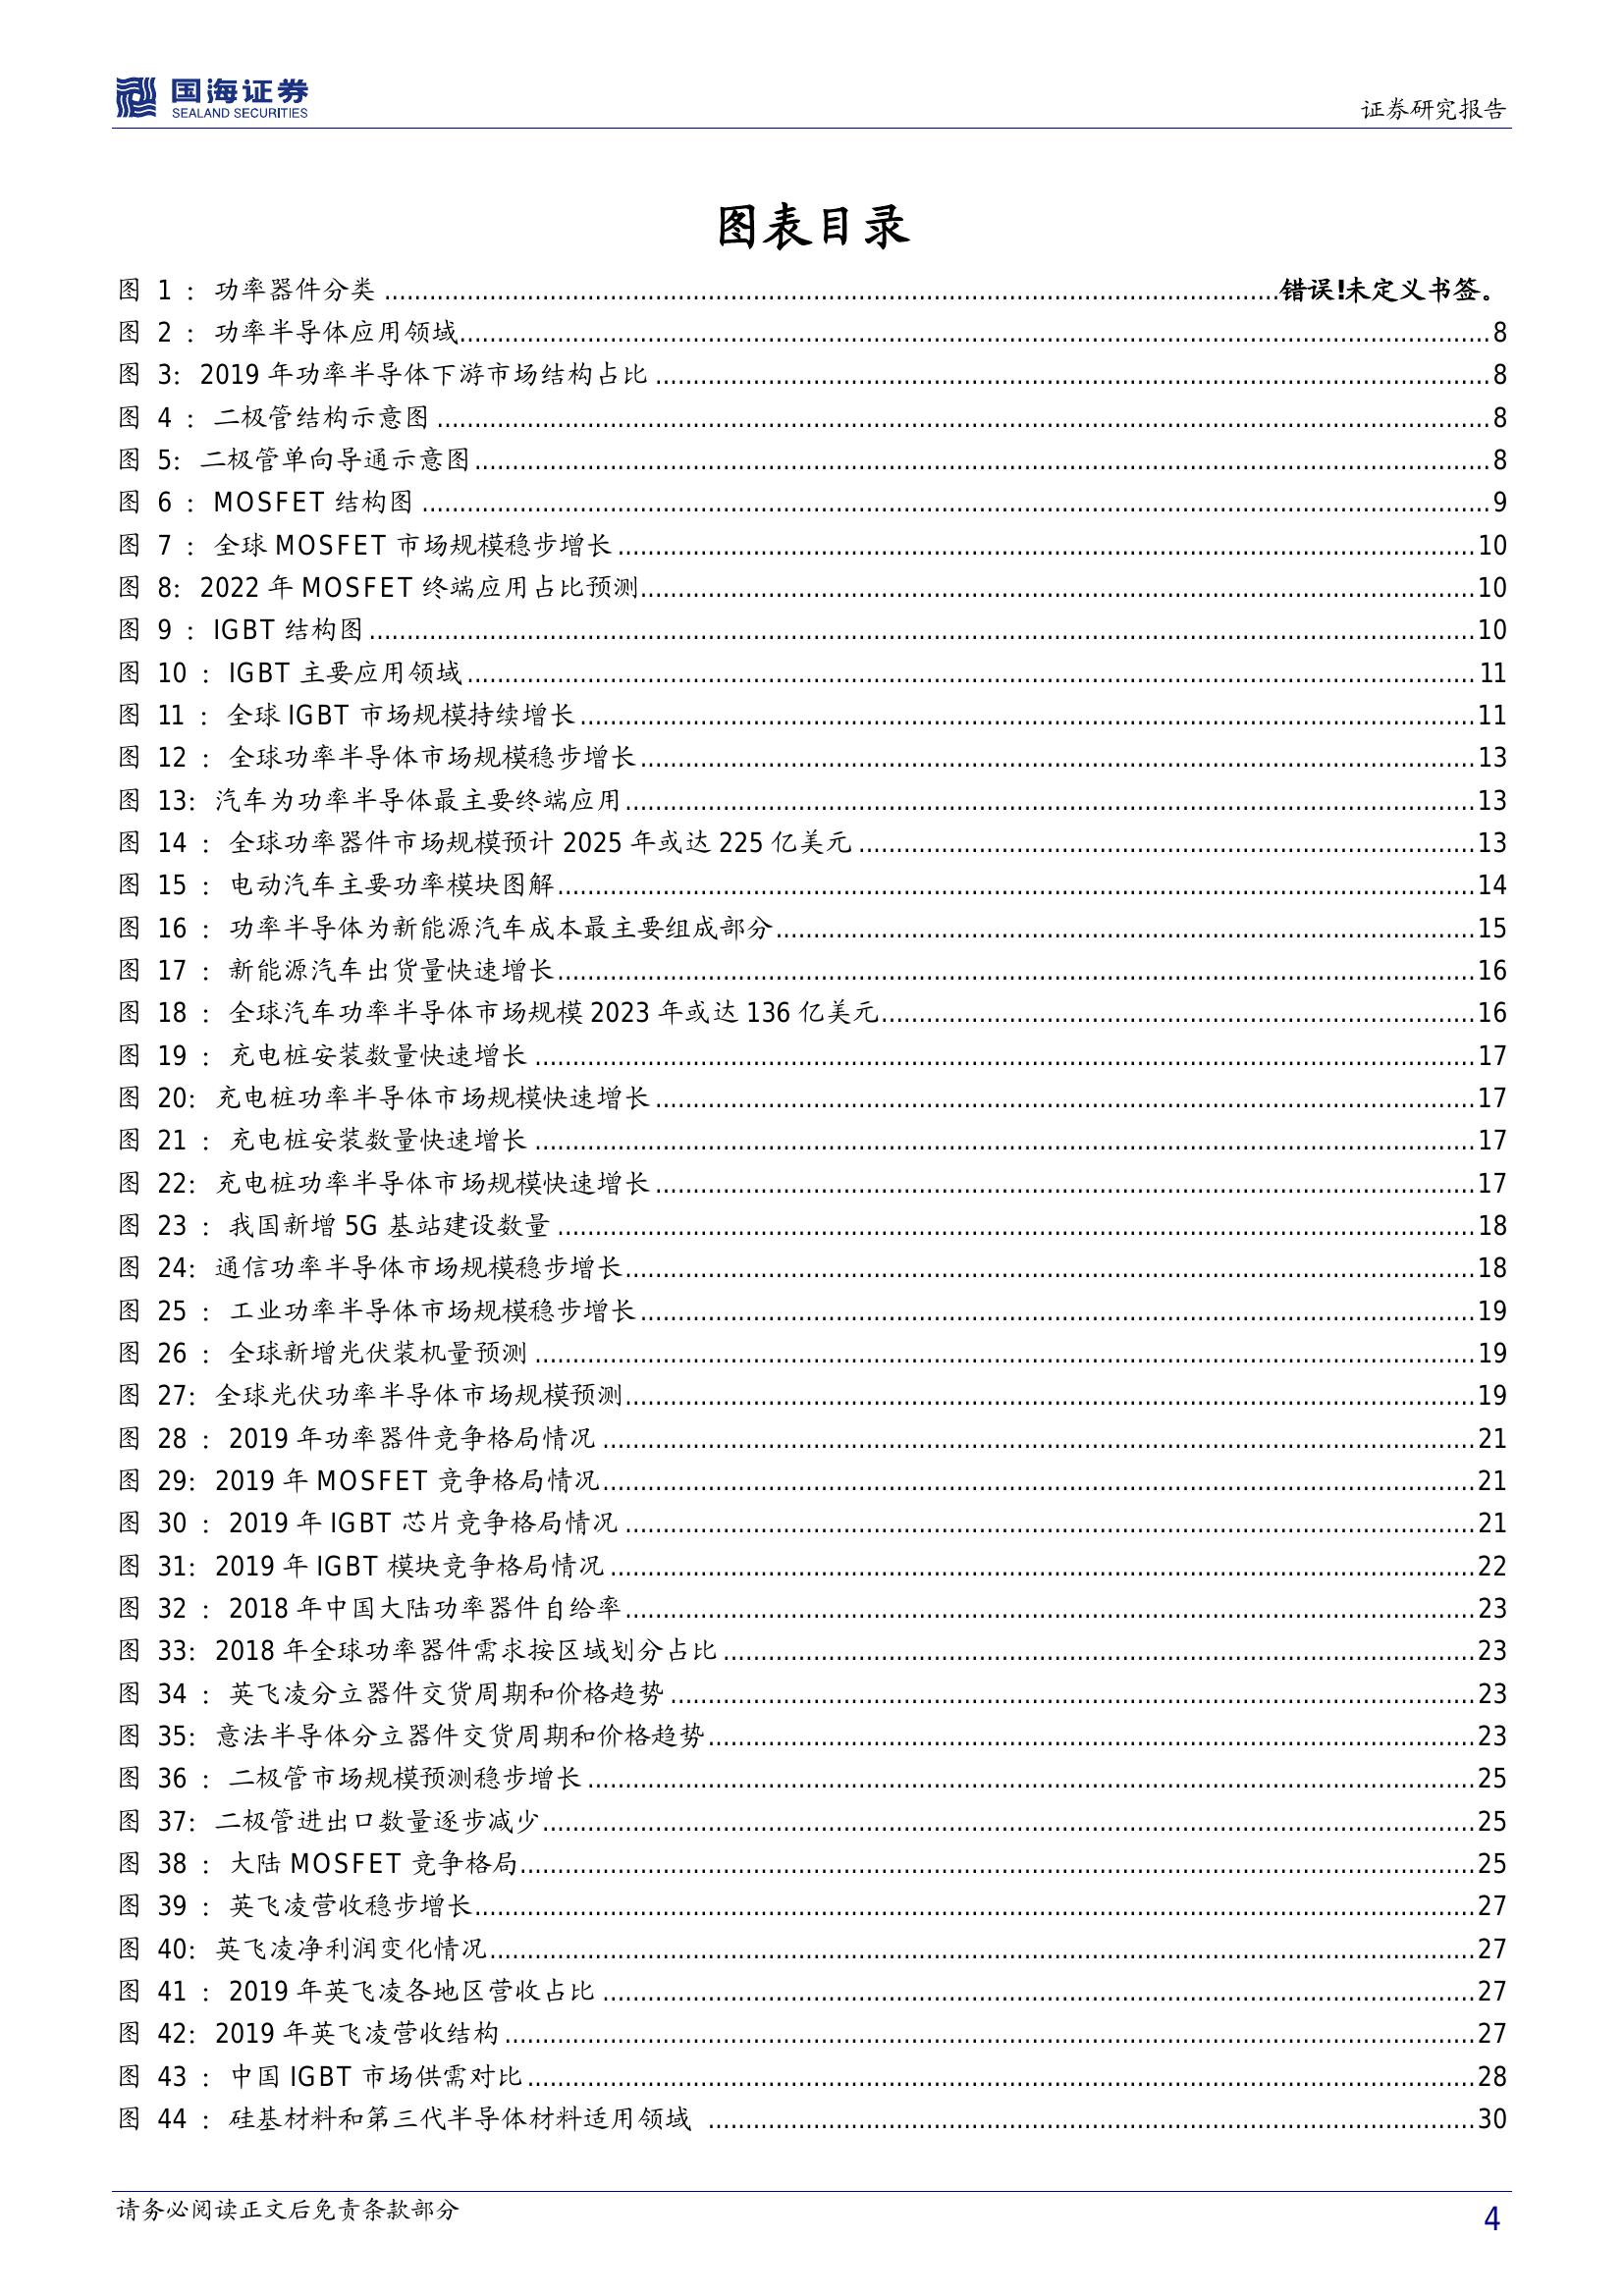 国海证券
SEALAND SECURITIES
证券研究报告
图表目录
图 1 ：功率器件分类 ........................................ 错误!未定义书签。
图 2 ：功率半导体应用领域........................................ 8
图 3：2019 年功率半导体下游市场结构占比 ........................................ 8
图 4 ：二极管结构示意图 ........................................ 8
图 5：二极管单向导通示意图........................................ 8
图 6 ：MOSFET 结构图 ........................................ 9
图 7 ：全球 MOSFET 市场规模稳步增长 ........................................ 10
图 8：2022 年 MOSFET 终端应用占比预测........................................ 10
图 9 ：IGBT 结构图 ........................................ 10
图 10 ：IGBT 主要应用领域 ........................................ 11
图 11 ：全球 IGBT 市场规模持续增长 ........................................ 11
图 12 ：全球功率半导体市场规模稳步增长........................................ 13
图 13：汽车为功率半导体最主要终端应用 ........................................ 13
图 14 ：全球功率器件市场规模预计 2025 年或达 225 亿美元 ........................................ 13
图 15 ：电动汽车主要功率模块图解........................................ 14
图 16 ：功率半导体为新能源汽车成本最主要组成部分........................................ 15
图 17 ：新能源汽车出货量快速增长........................................ 16
图 18 ：全球汽车功率半导体市场规模 2023 年或达 136 亿美元........................................ 16
图 19 ：充电桩安装数量快速增长 ........................................ 17
图 20：充电桩功率半导体市场规模快速增长 ........................................ 17
图 21 ：充电桩安装数量快速增长 ........................................ 17
图 22：充电桩功率半导体市场规模快速增长 ........................................ 17
图 23 ：我国新增 5G 基站建设数量 ........................................ 18
图 24：通信功率半导体市场规模稳步增长........................................ 18
图 25 ：工业功率半导体市场规模稳步增长........................................ 19
图 26 ：全球新增光伏装机量预测 ........................................ 19
图 27：全球光伏功率半导体市场规模预测........................................ 19
图 28 ：2019 年功率器件竞争格局情况 ........................................ 21
图 29：2019 年 MOSFET 竞争格局情况........................................ 21
图 30 ：2019 年 IGBT 芯片竞争格局情况 ........................................ 21
图 31：2019 年 IGBT 模块竞争格局情况 ........................................ 22
图 32 ：2018 年中国大陆功率器件自给率........................................ 23
图 33：2018 年全球功率器件需求按区域划分占比 ........................................ 23
图 34 ：英飞凌分立器件交货周期和价格趋势 ........................................ 23
图 35：意法半导体分立器件交货周期和价格趋势........................................ 23
图 36 ：二极管市场规模预测稳步增长 ........................................ 25
图 37：二极管进出口数量逐步减少........................................ 25
图 38 ：大陆 MOSFET 竞争格局........................................ 25
图 39 ：英飞凌营收稳步增长........................................ 27
图 40：英飞凌净利润变化情况........................................ 27
图 41 ：2019 年英飞凌各地区营收占比 ........................................ 27
图 42：2019 年英飞凌营收结构 ........................................ 27
图 43 ：中国 IGBT 市场供需对比 ........................................ 28
图 44 ：硅基材料和第三代半导体材料适用领域 ........................................ 30
请务必阅读正文后免责条款部分
4